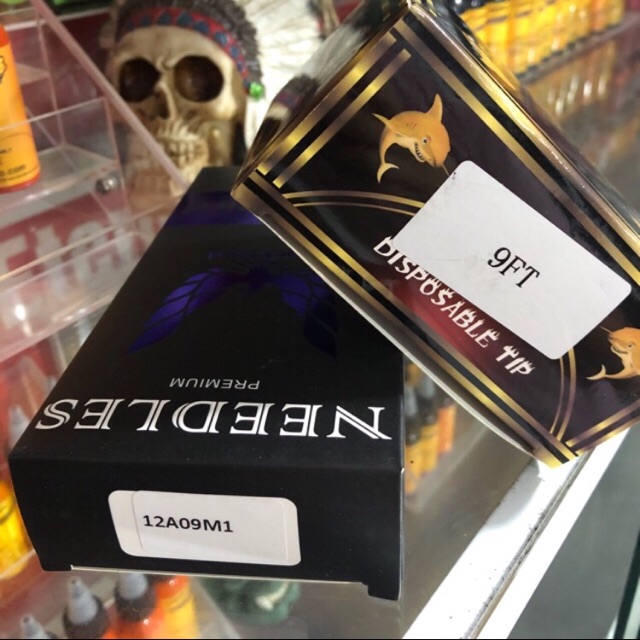 9FT
DISPOSABLE TIP
PREMIUM
NEEDLES
12A09M1